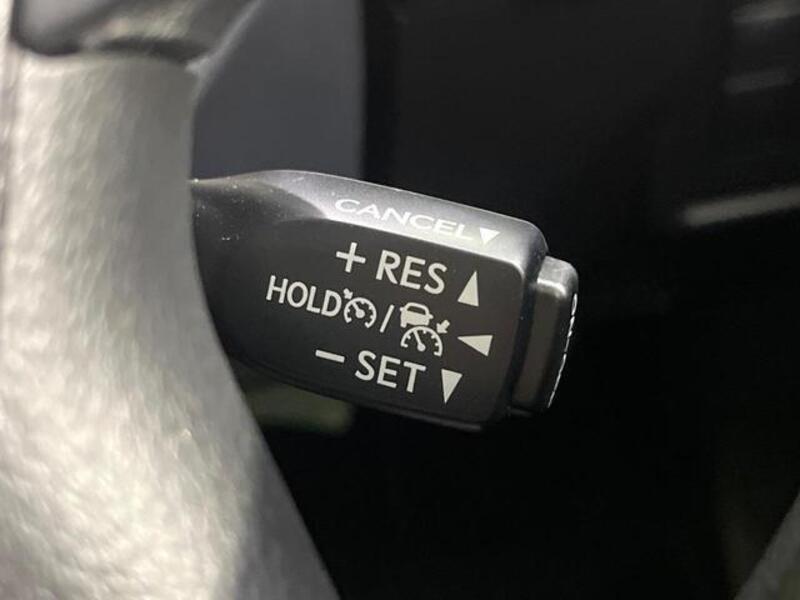 CANCEL▼
+ RES ▲
HOLD / ◀
− SET ▼